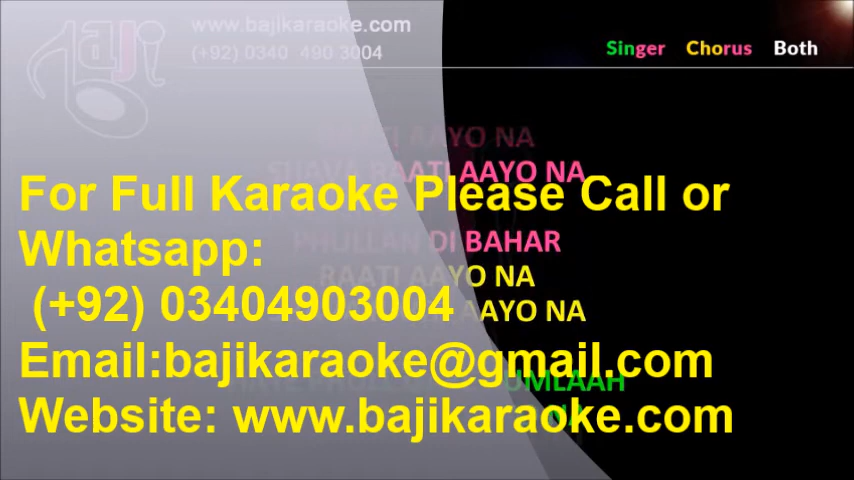 www.bajikaraoke.com
(+92) 0340 490 3004
Baji
Singer Chorus Both
AAYO NA
RAATI AAYO NA
For Full Karaoke Please Call or
PHULLAN DI BAHAR
Whatsapp:
RAATI AAYO NA
(+92) 03404903004
AAYO NA
Email:bajikaraoke@gmail.com
Website: www.bajikaraoke.com
NA